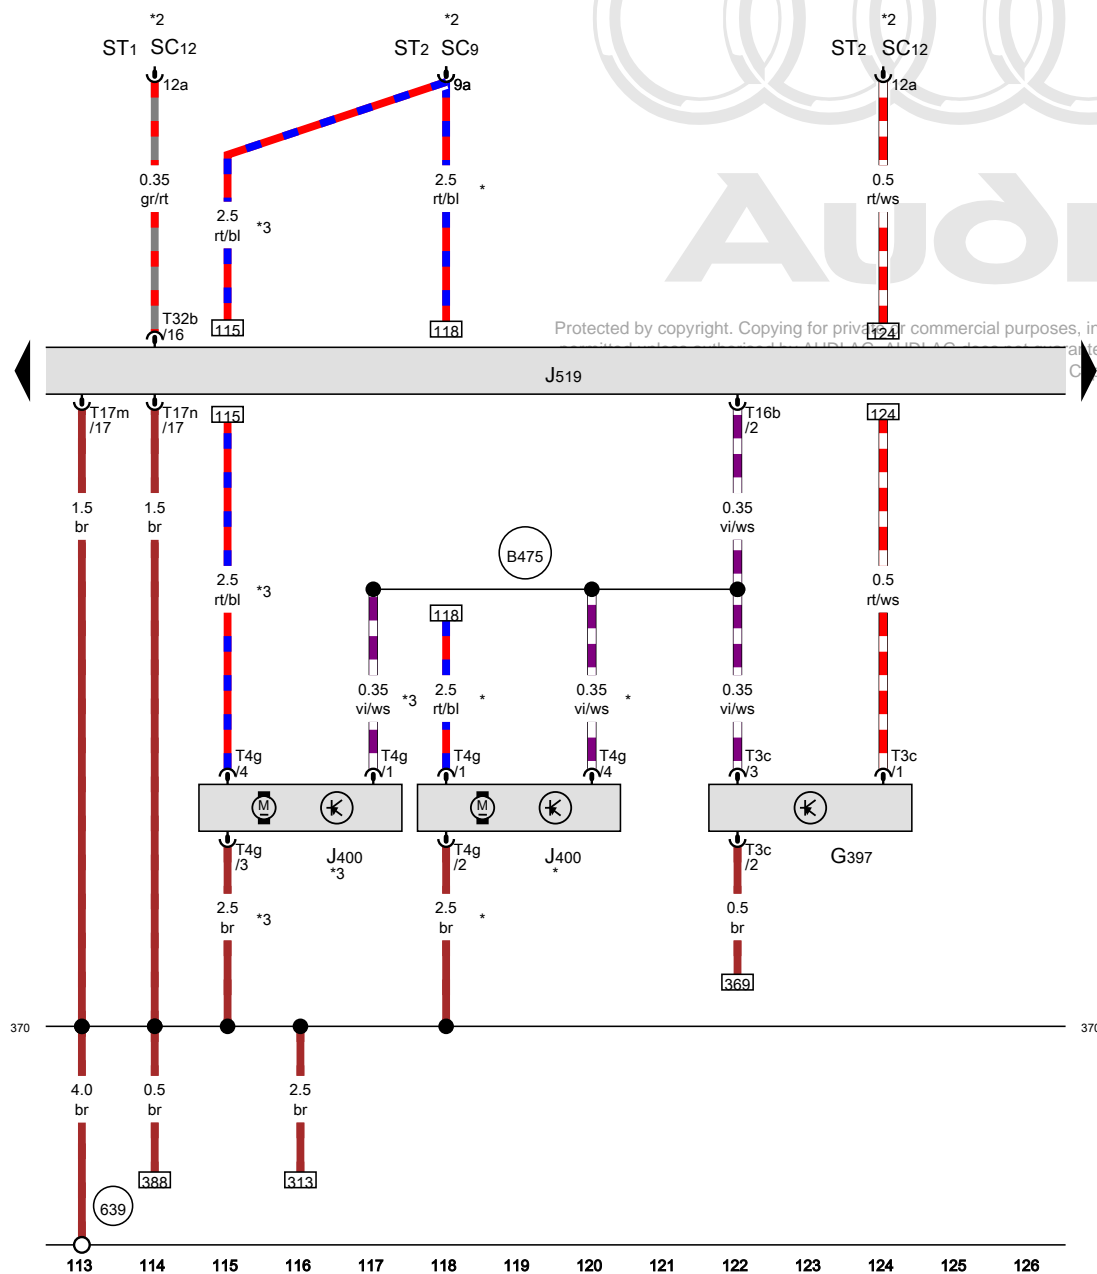 *2 *2 *2
ST1 SC12 ST2 SC9 ST2 SC12
12a 9a 12a
0.35 2.5 0.5
gr/rt rt/bl * rt/ws
2.5
rt/bl *3
T32b
/16 115 118 124
Protected by copyright. Copying for private or commercial purposes, in
Audi
J519
T17m T17n 115 T16b 124
/17 /17 /2
1.5 1.5 0.35
br br vi/ws
B475
2.5 0.5
rt/bl *3 rt/ws
118
0.35 2.5 0.35 0.35
vi/ws *3 rt/bl * vi/ws * vi/ws
T4g T4g T4g T4g T3c T3c
/4 /1 /1 /4 /3 /1
M M
T4g J400 T4g J400 T3c G397
/3 *3 /2 * /2
2.5 *3 2.5 * 0.5
br br br
369
370 370
4.0 0.5 2.5
br br br
388 313
639
113 114 115 116 117 118 119 120 121 122 123 124 125 126